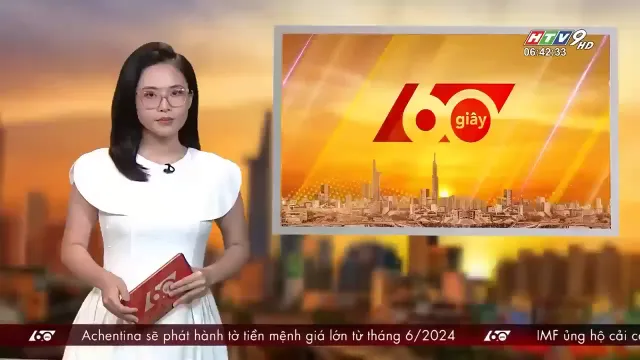 HTV9 HD
06:42:33
60 giây
60
60 Achentina sẽ phát hành tờ tiền mệnh giá lớn từ tháng 6/2024 60 IMF ủng hộ cải c